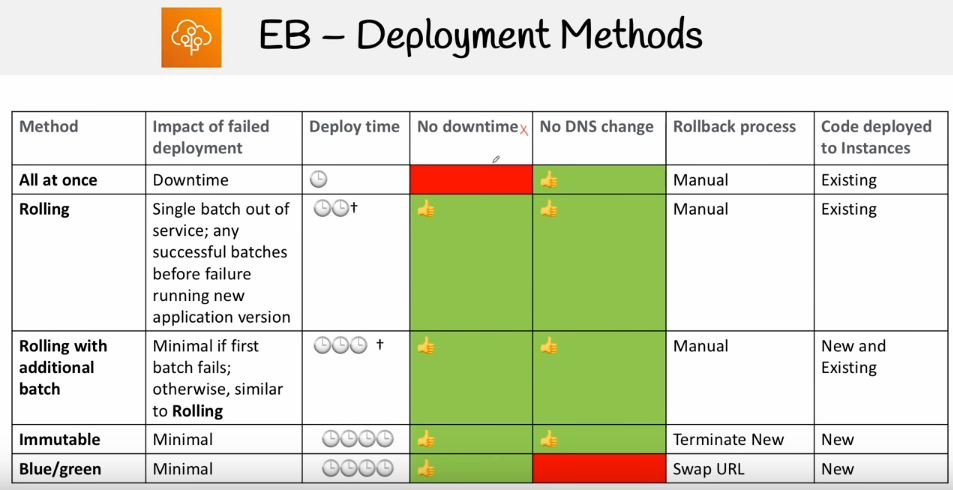 EB – Deployment Methods
Method
Impact of failed
deployment
Deploy time
No downtime
No DNS change
Rollback process
Code deployed
to Instances
All at once
Downtime
Manual
Existing
Rolling
Single batch out of
service; any
successful batches
before failure
running new
application version
†
Manual
Existing
Rolling with
additional
batch
Minimal if first
batch fails;
otherwise, similar
to Rolling
†
Manual
New and
Existing
Immutable
Minimal
Terminate New
New
Blue/green
Minimal
Swap URL
New